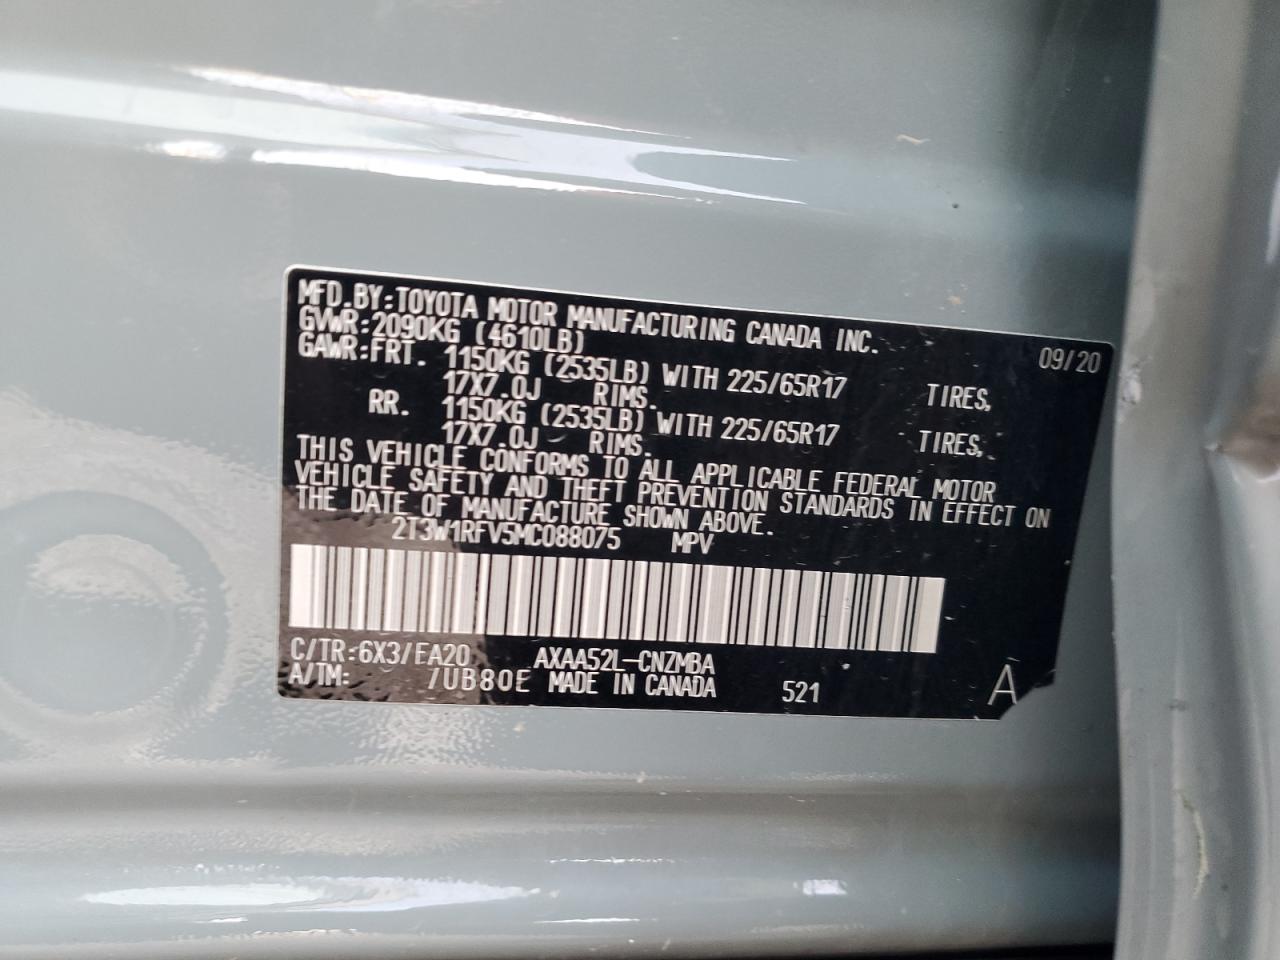 MFD.BY:TOYOTA MOTOR MANUFACTURING CANADA INC. 09/20
GVWR:2090KG (4610LB)
GAWR:FRT. 1150KG (2535LB) WITH 225/65R17 TIRES,
17X7.0J RIMS.
RR. 1150KG (2535LB) WITH 225/65R17 TIRES,
17X7.0J RIMS.
THIS VEHICLE CONFORMS TO ALL APPLICABLE FEDERAL MOTOR
VEHICLE SAFETY AND THEFT PREVENTION STANDARDS IN EFFECT ON
THE DATE OF MANUFACTURE SHOWN ABOVE.
2T3W1RFV5MC088075 MPV
C/TR:6X3/EA20 AXAA52L-CNZMBA
A/TM: /UB80E MADE IN CANADA 521 A